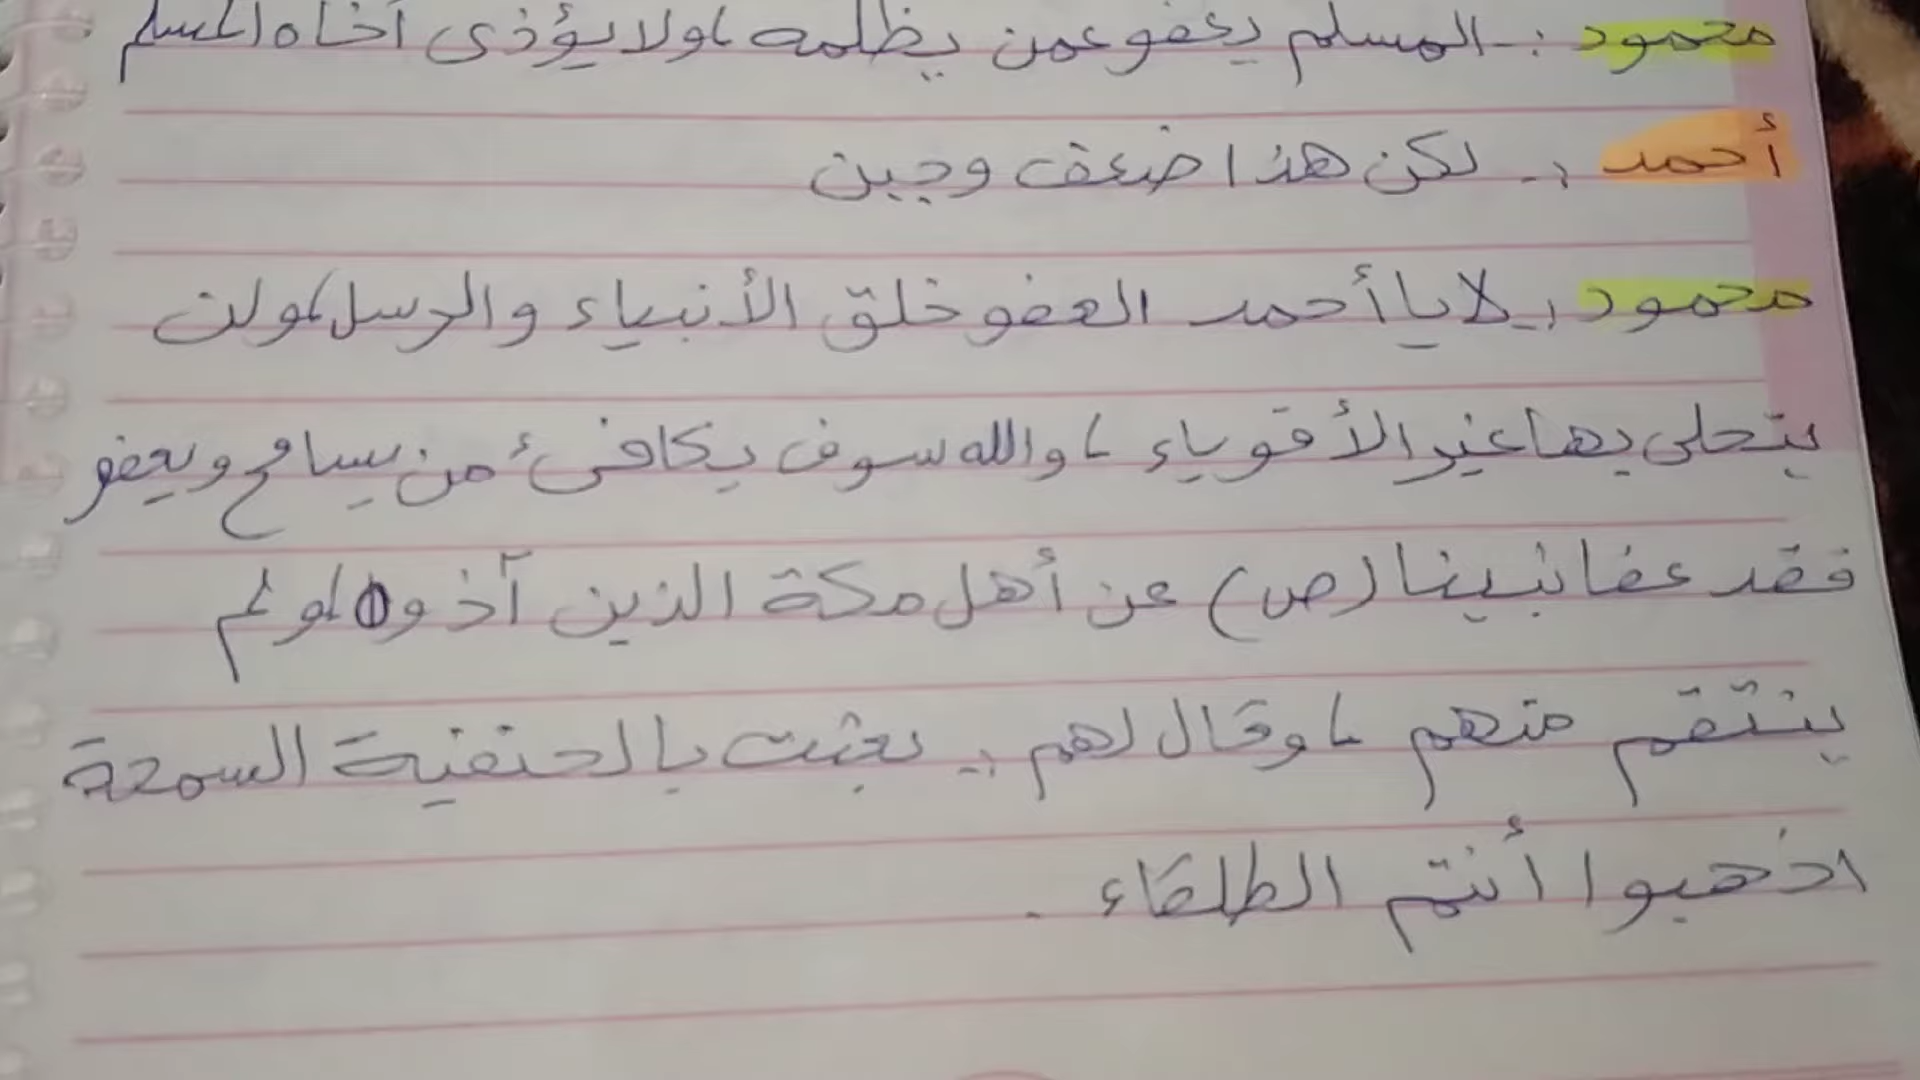 محمود :- المسلم يعفو عمن يظلمه ، ولا يؤذى أخاه المسلم
أحمد :- لكن هذا ضعف وجبن
محمود :- لا يا أحمد العفو خلق الأنبياء والرسل ، ولن
يتحلى بها غير الأقوياء ، والله سوف يكافئ من يسامح ويعفو
فقد عفا نبينا (ص) عن أهل مكة الذين آذوه ، ولم
ينتقم منهم ، وقال لهم :- بعثت بالحنفية السمحة
اذهبوا أنتم الطلقاء .